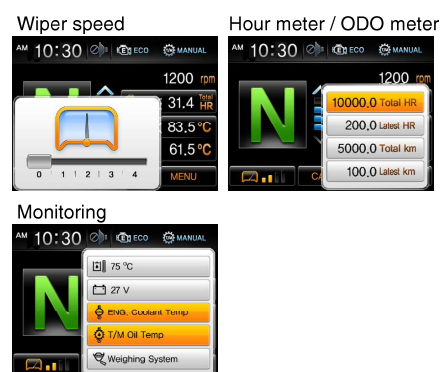 Wiper speed
AM 10:30 ECO MANUAL
1200 rpm
N
31.4 Total HR
83.5 °C
61.5 °C
0 1 2 3 4
MENU
Hour meter / ODO meter
AM 10:30 ECO MANUAL
1200 rpm
N
10000.0 Total HR
200.0 Latest HR
5000.0 Total km
100.0 Latest km
CA
Monitoring
AM 10:30 ECO MANUAL
N
75 °C
27 V
ENG. Coolant Temp
T/M Oil Temp
Weighing System